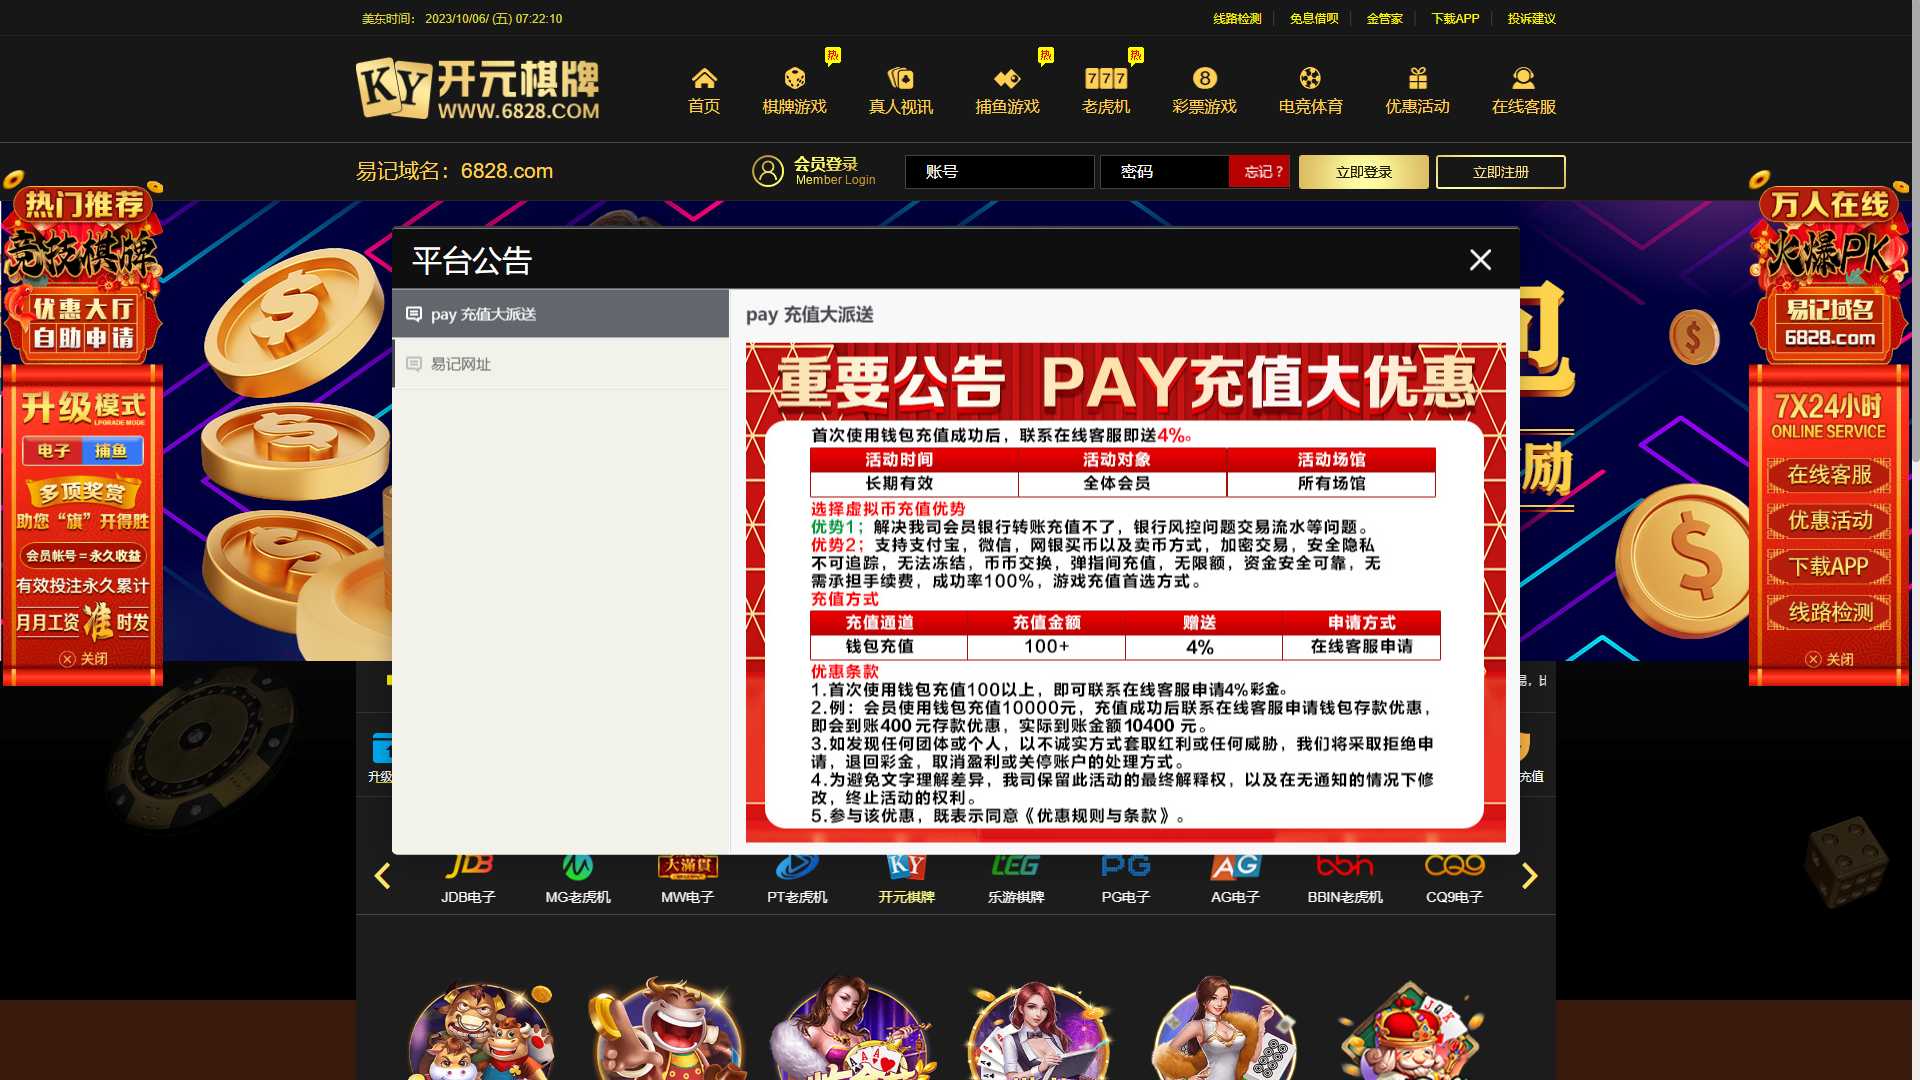 美东时间： 2023/10/06/ (五) 07:22:10
线路检测
免息借呗
金管家
下载APP
投诉建议
KY 开元棋牌
WWW.6828.COM
首页
棋牌游戏
热
真人视讯
捕鱼游戏
热
老虎机
777
热
彩票游戏
8
电竞体育
优惠活动
在线客服
易记域名：6828.com
会员登录
Member Login
账号
密码
忘记 ?
立即登录
立即注册
热门推荐
竞技棋牌
优惠大厅
自助申请
升级模式
UPGRADE MODE
电子 捕鱼
多顶奖赏
助您“旗”开得胜
会员帐号=永久收益
有效投注永久累计
月月工资准时发
关闭
万人在线
火爆PK
易记域名
6828.com
7X24小时
ONLINE SERVICE
在线客服
优惠活动
下载APP
线路检测
关闭
平台公告
pay 充值大派送
易记网址
pay 充值大派送
重要公告 PAY充值大优惠
首次使用钱包充值成功后，联系在线客服即送4%。
活动时间 活动对象 活动场馆
长期有效 全体会员 所有场馆
选择虚拟币充值优势
优势1；解决我司会员银行转账充值不了，银行风控问题交易流水等问题。
优势2；支持支付宝，微信，网银买币以及卖币方式，加密交易，安全隐私
不可追踪，无法冻结，币币交换，弹指间充值，无限额，资金安全可靠，无
需承担手续费，成功率100%，游戏充值首选方式。
充值方式
充值通道 充值金额 赠送 申请方式
钱包充值 100+ 4% 在线客服申请
优惠条款
1.首次使用钱包充值100以上，即可联系在线客服申请4%彩金。
2.例：会员使用钱包充值10000元，充值成功后联系在线客服申请钱包存款优惠，
即会到账400元存款优惠，实际到账金额10400 元。
3.如发现任何团体或个人，以不诚实方式套取红利或任何威胁，我们将采取拒绝申
请，退回彩金，取消盈利或关停账户的处理方式。
4.为避免文字理解差异，我司保留此活动的最终解释权，以及在无通知的情况下修
改，终止活动的权利。
5.参与该优惠，既表示同意《优惠规则与条款》。
包
励
升级
充值
JDB
JDB电子
MG老虎机
大满贯
MW电子
PT老虎机
KY
开元棋牌
LEG
乐游棋牌
PG
PG电子
AG
AG电子
bbin
BBIN老虎机
CQ9
CQ9电子